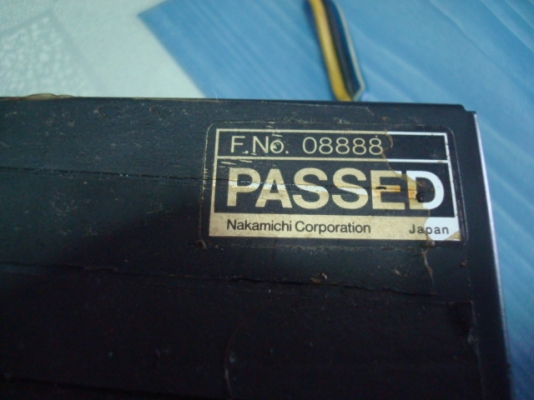 F.No. 08888
PASSED
Nakamichi Corporation Japan